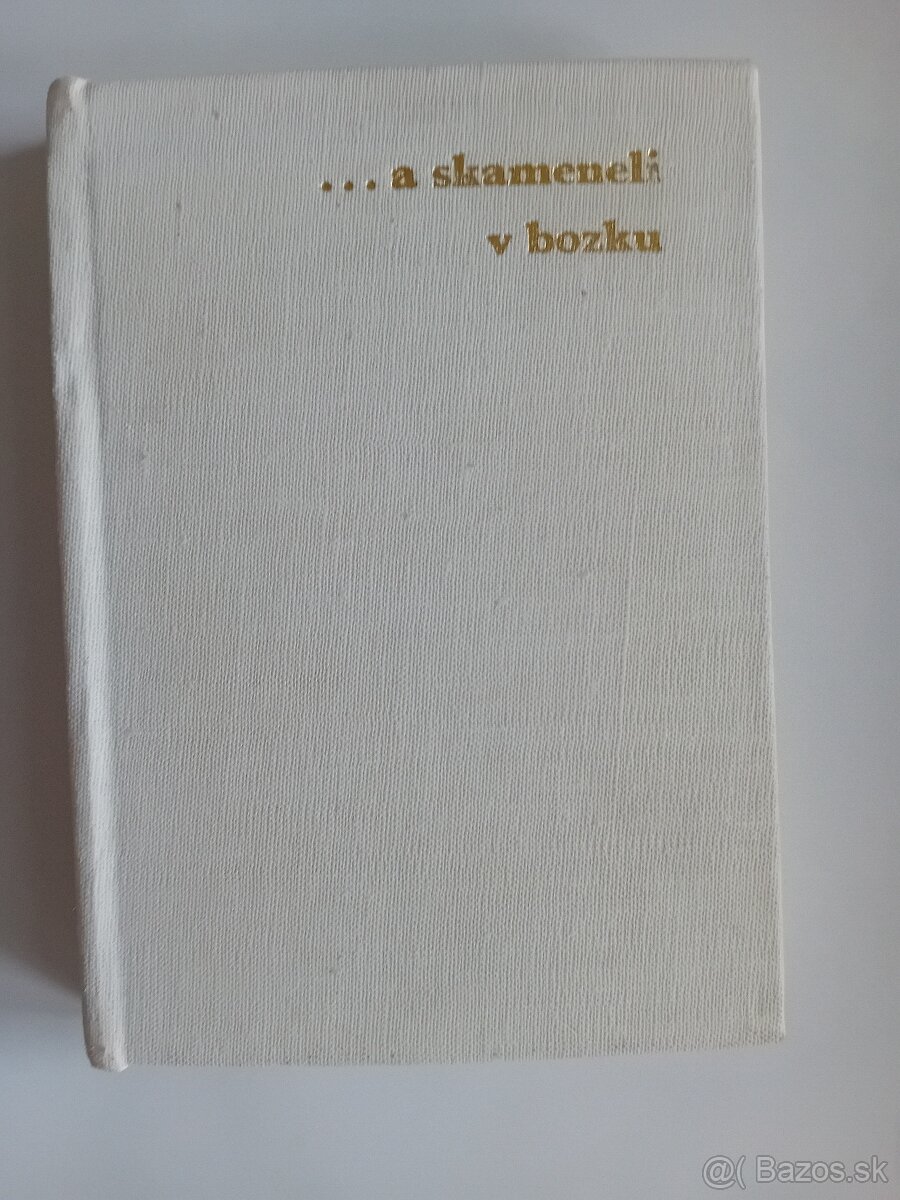 ...a skameneli
v bozku
@( Bazos.sk